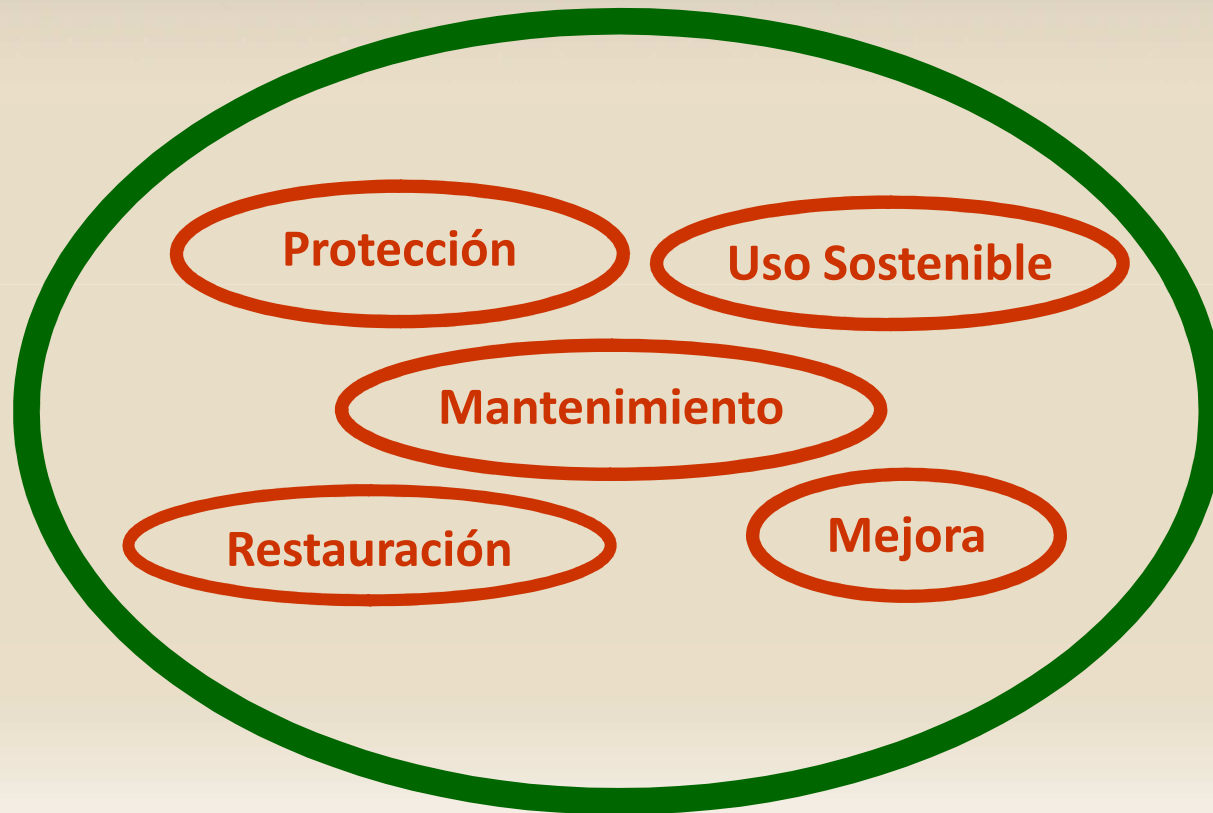 Protección
Uso Sostenible
Mantenimiento
Restauración
Mejora